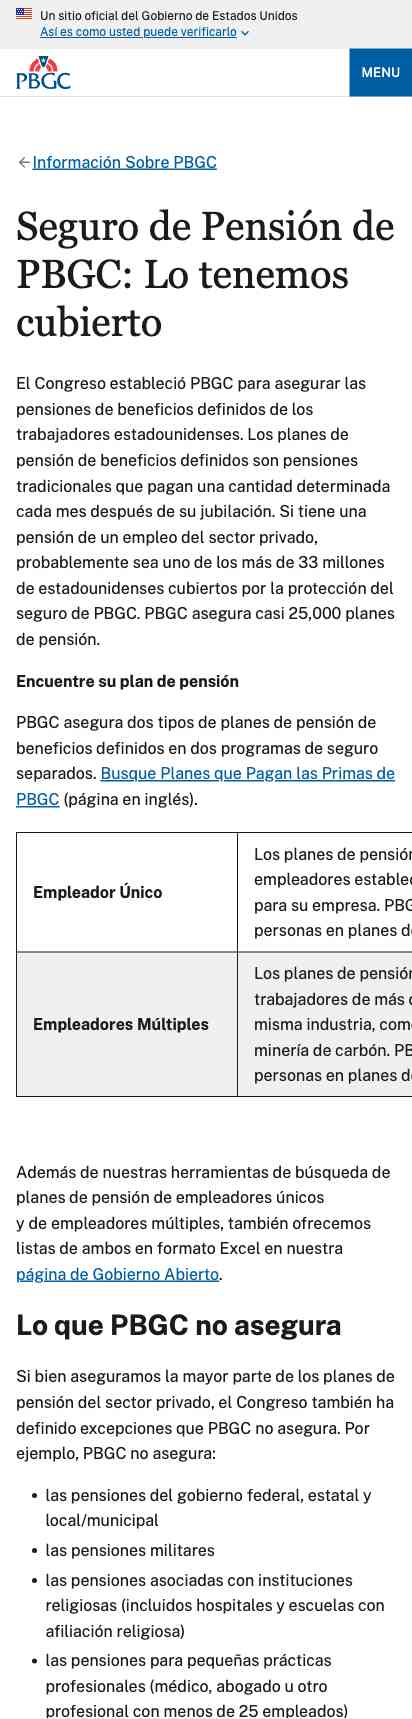 Un sitio oficial del Gobierno de Estados Unidos
Así es como usted puede verificarlo
PBGC
MENU
Información Sobre PBGC
Seguro de Pensión de
PBGC: Lo tenemos
cubierto
El Congreso estableció PBGC para asegurar las
pensiones de beneficios definidos de los
trabajadores estadounidenses. Los planes de
pensión de beneficios definidos son pensiones
tradicionales que pagan una cantidad determinada
cada mes después de su jubilación. Si tiene una
pensión de un empleo del sector privado,
probablemente sea uno de los más de 33 millones
de estadounidenses cubiertos por la protección del
seguro de PBGC. PBGC asegura casi 25,000 planes
de pensión.
Encuentre su plan de pensión
PBGC asegura dos tipos de planes de pensión de
beneficios definidos en dos programas de seguro
separados. Busque Planes que Pagan las Primas de
PBGC (página en inglés).
Empleador Único
Los planes de pensión
empleadores
para su empresa.
personas en planes
Empleadores Múltiples
Los planes de pensión
trabajadores de más
misma industria,
minería de carbón.
personas en planes
Además de nuestras herramientas de búsqueda de
planes de pensión de empleadores únicos
y de empleadores múltiples, también ofrecemos
listas de ambos en formato Excel en nuestra
página de Gobierno Abierto.
Lo que PBGC no asegura
Si bien aseguramos la mayor parte de los planes de
pensión del sector privado, el Congreso también ha
definido excepciones que PBGC no asegura. Por
ejemplo, PBGC no asegura:
• las pensiones del gobierno federal, estatal y
local/municipal
• las pensiones militares
• las pensiones asociadas con instituciones
religiosas (incluidos hospitales y escuelas con
afiliación religiosa)
• las pensiones para pequeñas prácticas
profesionales (médico, abogado u otro
profesional con menos de 25 empleados)